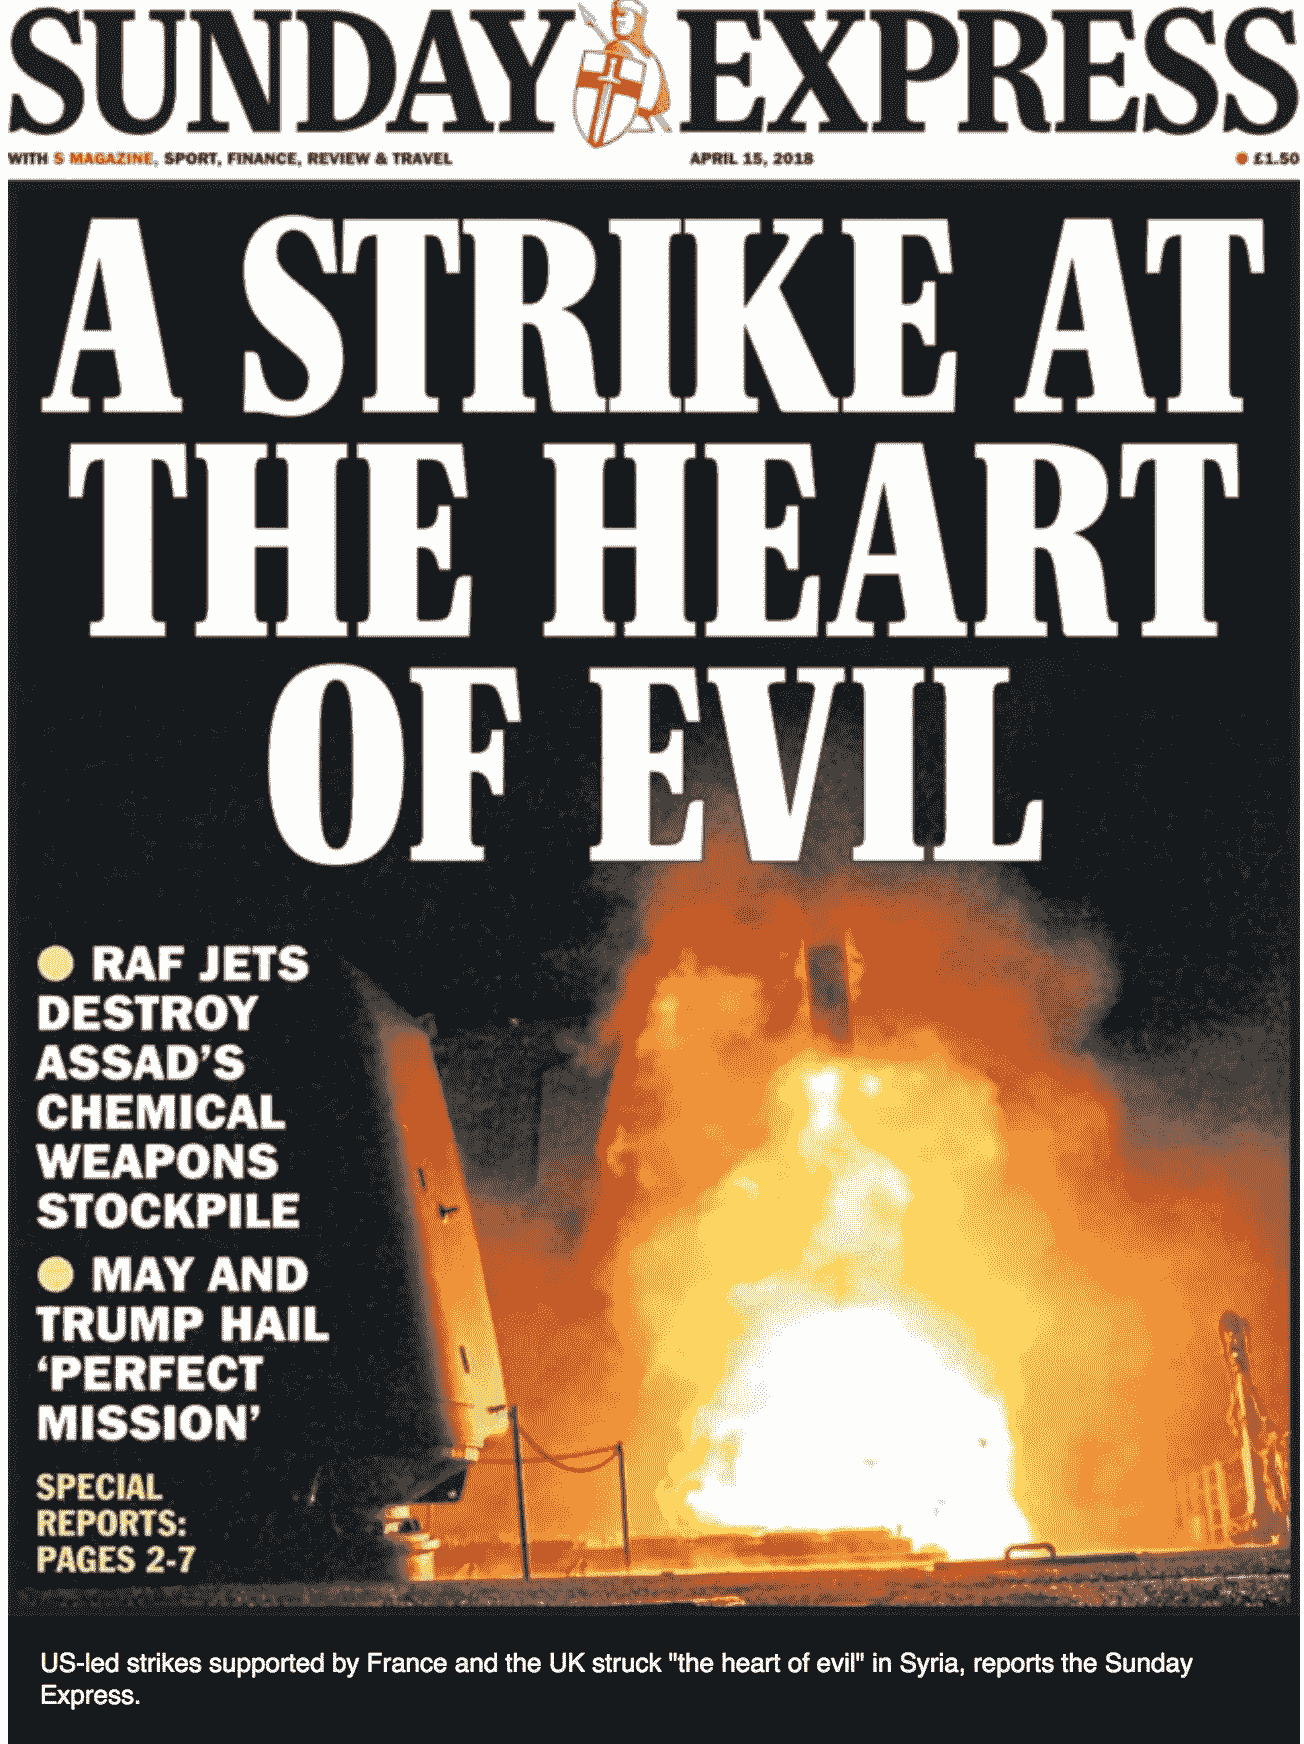 SUNDAY EXPRESS
WITH S MAGAZINE, SPORT, FINANCE, REVIEW & TRAVEL
APRIL 15, 2018
£1.50
A STRIKE AT
THE HEART
OF EVIL
RAF JETS
DESTROY
ASSAD'S
CHEMICAL
WEAPONS
STOCKPILE
MAY AND
TRUMP HAIL
'PERFECT
MISSION'
SPECIAL
REPORTS:
PAGES 2-7
US-led strikes supported by France and the UK struck "the heart of evil" in Syria, reports the Sunday
Express.